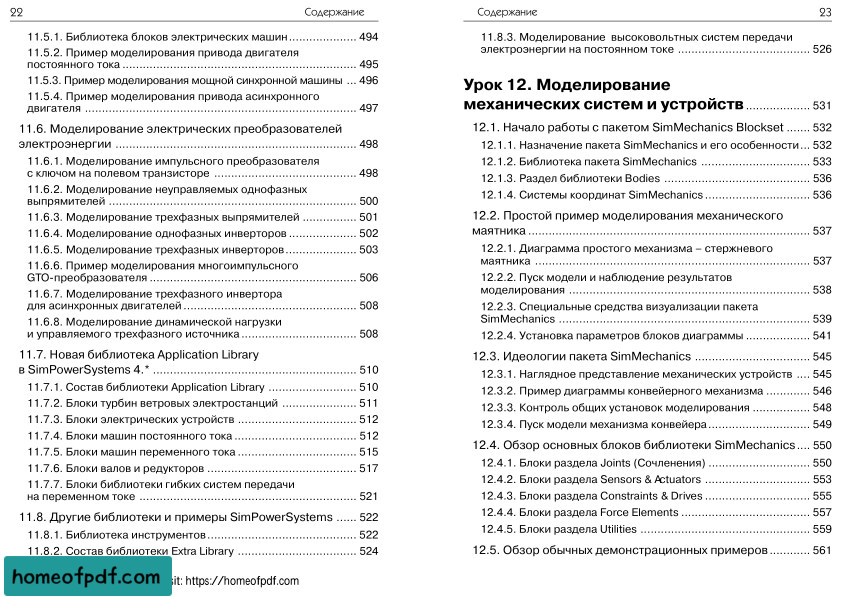 22
Содержание
11.5.1. Библиотека блоков электрических машин.................... 494
11.5.2. Пример моделирования привода двигателя
постоянного тока ..................................................................... 495
11.5.3. Пример моделирования мощной синхронной машины ... 496
11.5.4. Пример моделирования привода асинхронного
двигателя ................................................................................ 497
11.6. Моделирование электрических преобразователей
электроэнергии ...................................................................... 498
11.6.1. Моделирование импульсного преобразователя
с ключом на полевом транзисторе .......................................... 498
11.6.2. Моделирование неуправляемых однофазных
выпрямителей ......................................................................... 500
11.6.3. Моделирование трехфазных выпрямителей ................ 501
11.6.4. Моделирование однофазных инверторов.................... 502
11.6.5. Моделирование трехфазных инверторов..................... 503
11.6.6. Пример моделирования многоимпульсного
GTO-преобразователя............................................................. 506
11.6.7. Моделирование трехфазного инвертора
для асинхронных двигателей................................................... 508
11.6.8. Моделирование динамической нагрузки
и управляемого трехфазного источника.................................. 508
11.7. Новая библиотека Application Library
в SimPowerSystems 4.* ............................................................ 510
11.7.1. Состав библиотеки Application Library .......................... 510
11.7.2. Блоки турбин ветровых электростанций ...................... 511
11.7.3. Блоки электрических устройств ................................... 512
11.7.4. Блоки машин постоянного тока.................................... 512
11.7.5. Блоки машин переменного тока................................... 515
11.7.6. Блоки валов и редукторов ............................................ 517
11.7.7. Блоки библиотеки гибких систем передачи
на переменном токе ................................................................ 521
11.8. Другие библиотеки и примеры SimPowerSystems ...... 522
11.8.1. Библиотека инструментов............................................ 522
11.8.2. Состав библиотеки Extra Library ................................... 524
homeofpdf.com
sit: https://homeofpdf.com
Содержание
23
11.8.3. Моделирование высоковольтных систем передачи
электроэнергии на постоянном токе ....................................... 526
Урок 12. Моделирование
механических систем и устройств................... 531
12.1. Начало работы с пакетом SimMechanics Blockset ....... 532
12.1.1. Назначение пакета SimMechanics и его особенности... 532
12.1.2. Библиотека пакета SimMechanics ................................ 533
12.1.3. Раздел библиотеки Bodies ........................................... 536
12.1.4. Системы координат SimMechanics............................... 536
12.2. Простой пример моделирования механического
маятника.................................................................................. 537
12.2.1. Диаграмма простого механизма – стержневого
маятника ................................................................................. 537
12.2.2. Пуск модели и наблюдение результатов
моделирования ....................................................................... 538
12.2.3. Специальные средства визуализации пакета
SimMechanics .......................................................................... 539
12.2.4. Установка параметров блоков диаграммы ................... 541
12.3. Идеологии пакета SimMechanics .................................. 545
12.3.1. Наглядное представление механических устройств .... 545
12.3.2. Пример диаграммы конвейерного механизма ............. 546
12.3.3. Контроль общих установок моделирования ................. 548
12.3.4. Пуск модели механизма конвейера.............................. 549
12.4. Обзор основных блоков библиотеки SimMechanics.... 550
12.4.1. Блоки раздела Joints (Сочленения) .............................. 550
12.4.2. Блоки раздела Sensors & Actuators ............................... 553
12.4.3. Блоки раздела Constraints & Drives ............................... 555
12.4.4. Блоки раздела Force Elements ...................................... 557
12.4.5. Блоки раздела Utilities .................................................. 559
12.5. Обзор обычных демонстрационных примеров............ 561